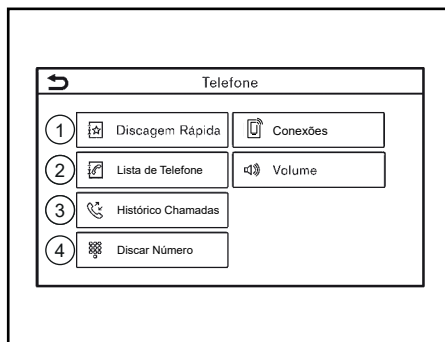 Telefone
1 Discagem Rápida Conexões
2 Lista de Telefone Volume
3 Histórico Chamadas
4 Discar Número